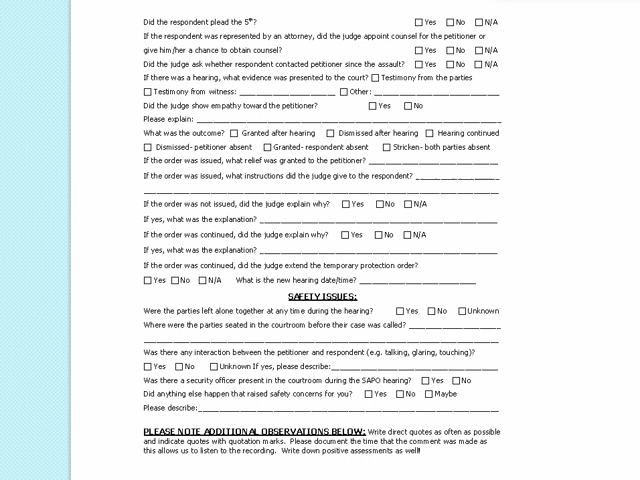 Did the respondent plead the 5th? ☐ Yes ☐ No ☐ N/A
If the respondent was represented by an attorney, did the judge appoint counsel for the petitioner or
give him/her a chance to obtain counsel? ☐ Yes ☐ No ☐ N/A
Did the judge ask whether respondent contacted petitioner since the assault? ☐ Yes ☐ No ☐ N/A
If there was a hearing, what evidence was presented to the court? ☐ Testimony from the parties
☐ Testimony from witness: ____________________ ☐ Other: ____________________
Did the judge show empathy toward the petitioner? ☐ Yes ☐ No
Please explain: ____________________
What was the outcome? ☐ Granted after hearing ☐ Dismissed after hearing ☐ Hearing continued
☐ Dismissed- petitioner absent ☐ Granted- respondent absent ☐ Stricken- both parties absent
If the order was issued, what relief was granted to the petitioner? ____________________
If the order was issued, what instructions did the judge give to the respondent? ____________________
____________________
If the order was not issued, did the judge explain why? ☐ Yes ☐ No ☐ N/A
If yes, what was the explanation? ____________________
If the order was continued, did the judge explain why? ☐ Yes ☐ No ☐ N/A
If yes, what was the explanation? ____________________
If the order was continued, did the judge extend the temporary protection order?
☐ Yes ☐ No ☐ N/A What is the new hearing date/time? ____________________
SAFETY ISSUES:
Were the parties left alone together at any time during the hearing? ☐ Yes ☐ No ☐ Unknown
Where were the parties seated in the courtroom before their case was called? ____________________
____________________
Was there any interaction between the petitioner and respondent (e.g. talking, glaring, touching)?
☐ Yes ☐ No ☐ Unknown If yes, please describe:____________________
Was there a security officer present in the courtroom during the SAPO hearing? ☐ Yes ☐ No
Did anything else happen that raised safety concerns for you? ☐ Yes ☐ No ☐ Maybe
Please describe:____________________
PLEASE NOTE ADDITIONAL OBSERVATIONS BELOW: Write direct quotes as often as possible
and indicate quotes with quotation marks. Please document the time that the comment was made as
this allows us to listen to the recording. Write down positive assessments as well!